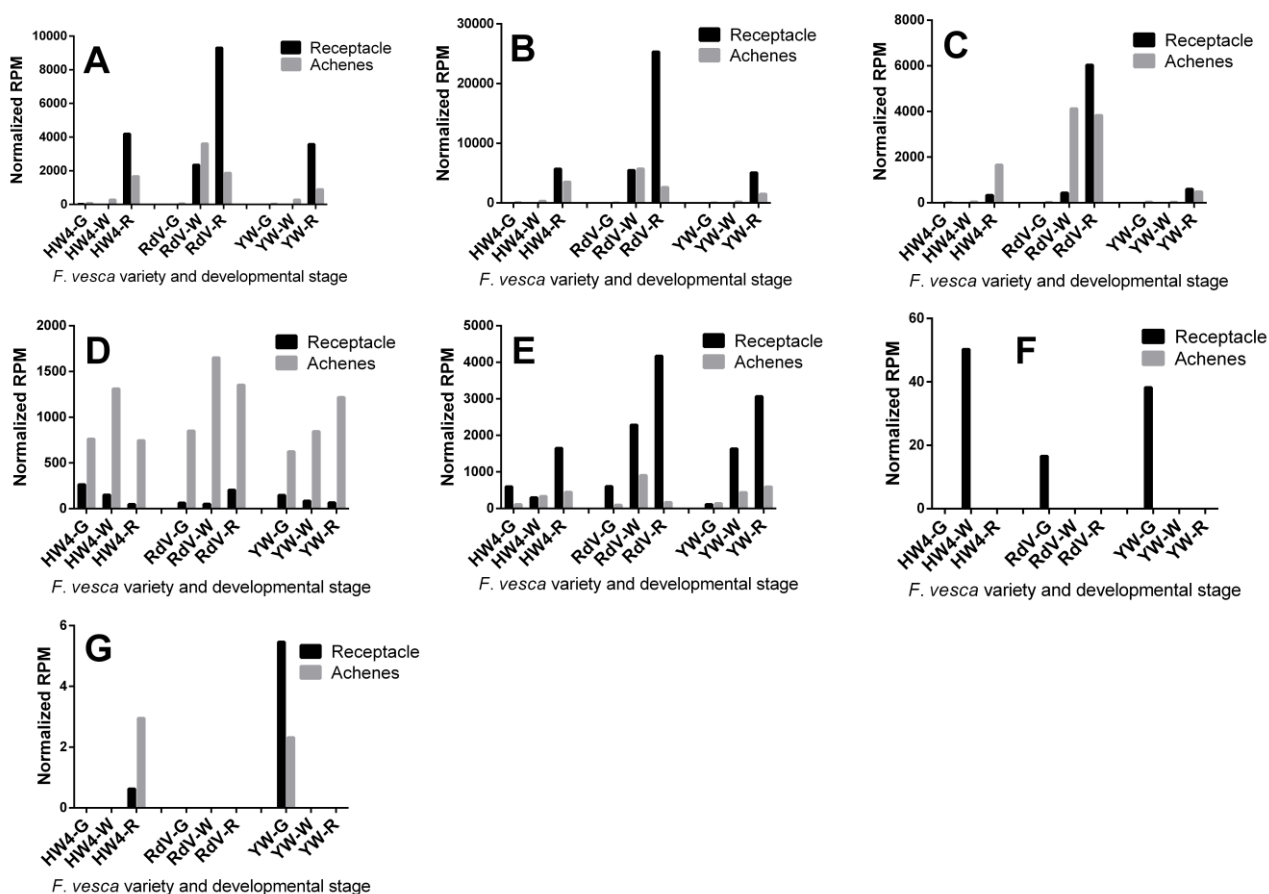 A
Normalized RPM
10000
8000
6000
4000
2000
0
Receptacle
Achenes
HW4-G
HW4-W
HW4-R
RdV-G
RdV-W
RdV-R
YW-G
YW-W
YW-R
F. vesca variety and developmental stage
B
Normalized RPM
30000
20000
10000
0
Receptacle
Achenes
HW4-G
HW4-W
HW4-R
RdV-G
RdV-W
RdV-R
YW-G
YW-W
YW-R
F. vesca variety and developmental stage
C
Normalized RPM
8000
6000
4000
2000
0
Receptacle
Achenes
HW4-G
HW4-W
HW4-R
RdV-G
RdV-W
RdV-R
YW-G
YW-W
YW-R
F. vesca variety and developmental stage
D
Normalized RPM
2000
1500
1000
500
0
Receptacle
Achenes
HW4-G
HW4-W
HW4-R
RdV-G
RdV-W
RdV-R
YW-G
YW-W
YW-R
F. vesca variety and developmental stage
E
Normalized RPM
5000
4000
3000
2000
1000
0
Receptacle
Achenes
HW4-G
HW4-W
HW4-R
RdV-G
RdV-W
RdV-R
YW-G
YW-W
YW-R
F. vesca variety and developmental stage
F
Normalized RPM
60
40
20
0
Receptacle
Achenes
HW4-G
HW4-W
HW4-R
RdV-G
RdV-W
RdV-R
YW-G
YW-W
YW-R
F. vesca variety and developmental stage
G
Normalized RPM
6
4
2
0
Receptacle
Achenes
HW4-G
HW4-W
HW4-R
RdV-G
RdV-W
RdV-R
YW-G
YW-W
YW-R
F. vesca variety and developmental stage